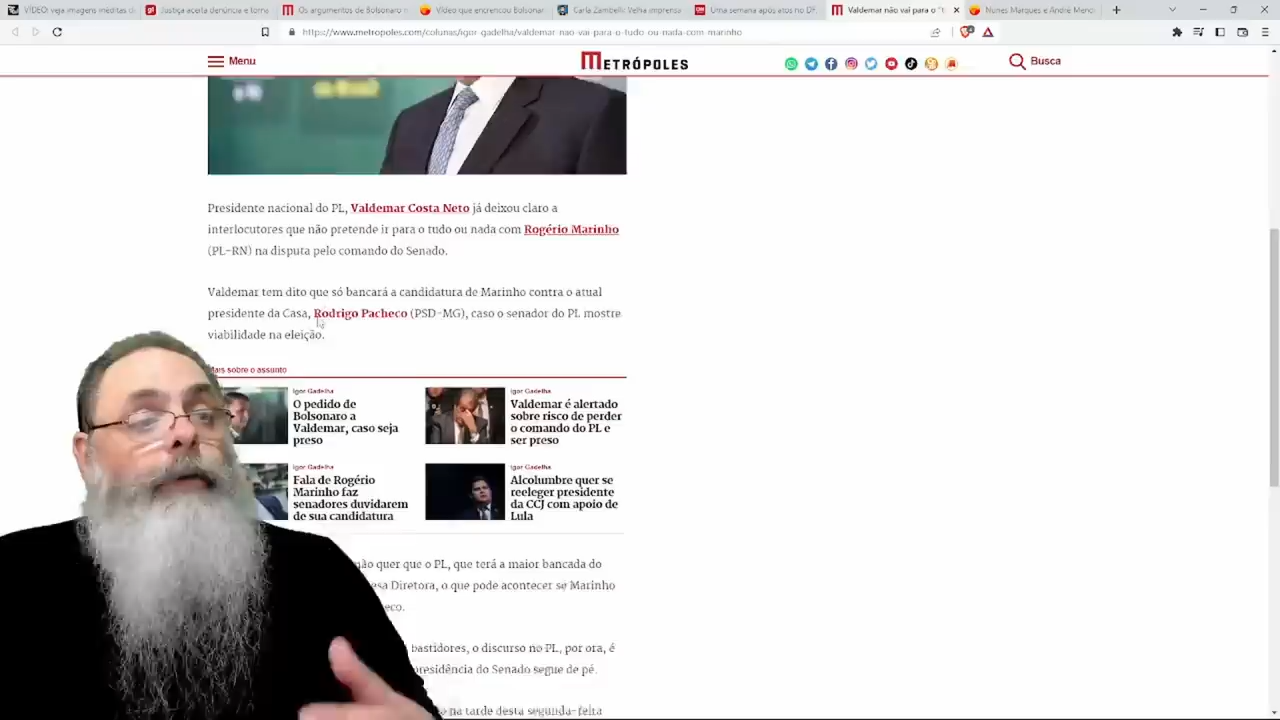 VÍDEO: veja imagens inéditas da
Justiça aceita denúncia e torna
Os argumentos de Bolsonaro n
Vídeo que encrencou Bolsonar
Carla Zambelli: Velha imprensa
Uma semana após atos no DF,
Valdemar não vai para o "t
Nunes Marques e André Mend
https://www.metropoles.com/colunas/igor-gadelha/valdemar-nao-vai-para-o-tudo-ou-nada-com-marinho
Menu
METRÓPOLES
Busca
Presidente nacional do PL, Valdemar Costa Neto já deixou claro a
interlocutores que não pretende ir para o tudo ou nada com Rogério Marinho
(PL-RN) na disputa pelo comando do Senado.
Valdemar tem dito que só bancará a candidatura de Marinho contra o atual
presidente da Casa, Rodrigo Pacheco (PSD-MG), caso o senador do PL mostre
viabilidade na eleição.
Mais sobre o assunto
Igor Gadelha
O pedido de
Bolsonaro a
Valdemar, caso seja
preso
Igor Gadelha
Valdemar é alertado
sobre risco de perder
o comando do PL e
ser preso
Igor Gadelha
Fala de Rogério
Marinho faz
senadores duvidarem
de sua candidatura
Igor Gadelha
Alcolumbre quer se
reeleger presidente
da CCJ com apoio de
Lula
não quer que o PL, que terá a maior bancada do
esa Diretora, o que pode acontecer se Marinho
eco.
bastidores, o discurso no PL, por ora, é
presidência do Senado segue de pé.
na tarde desta segunda-feira